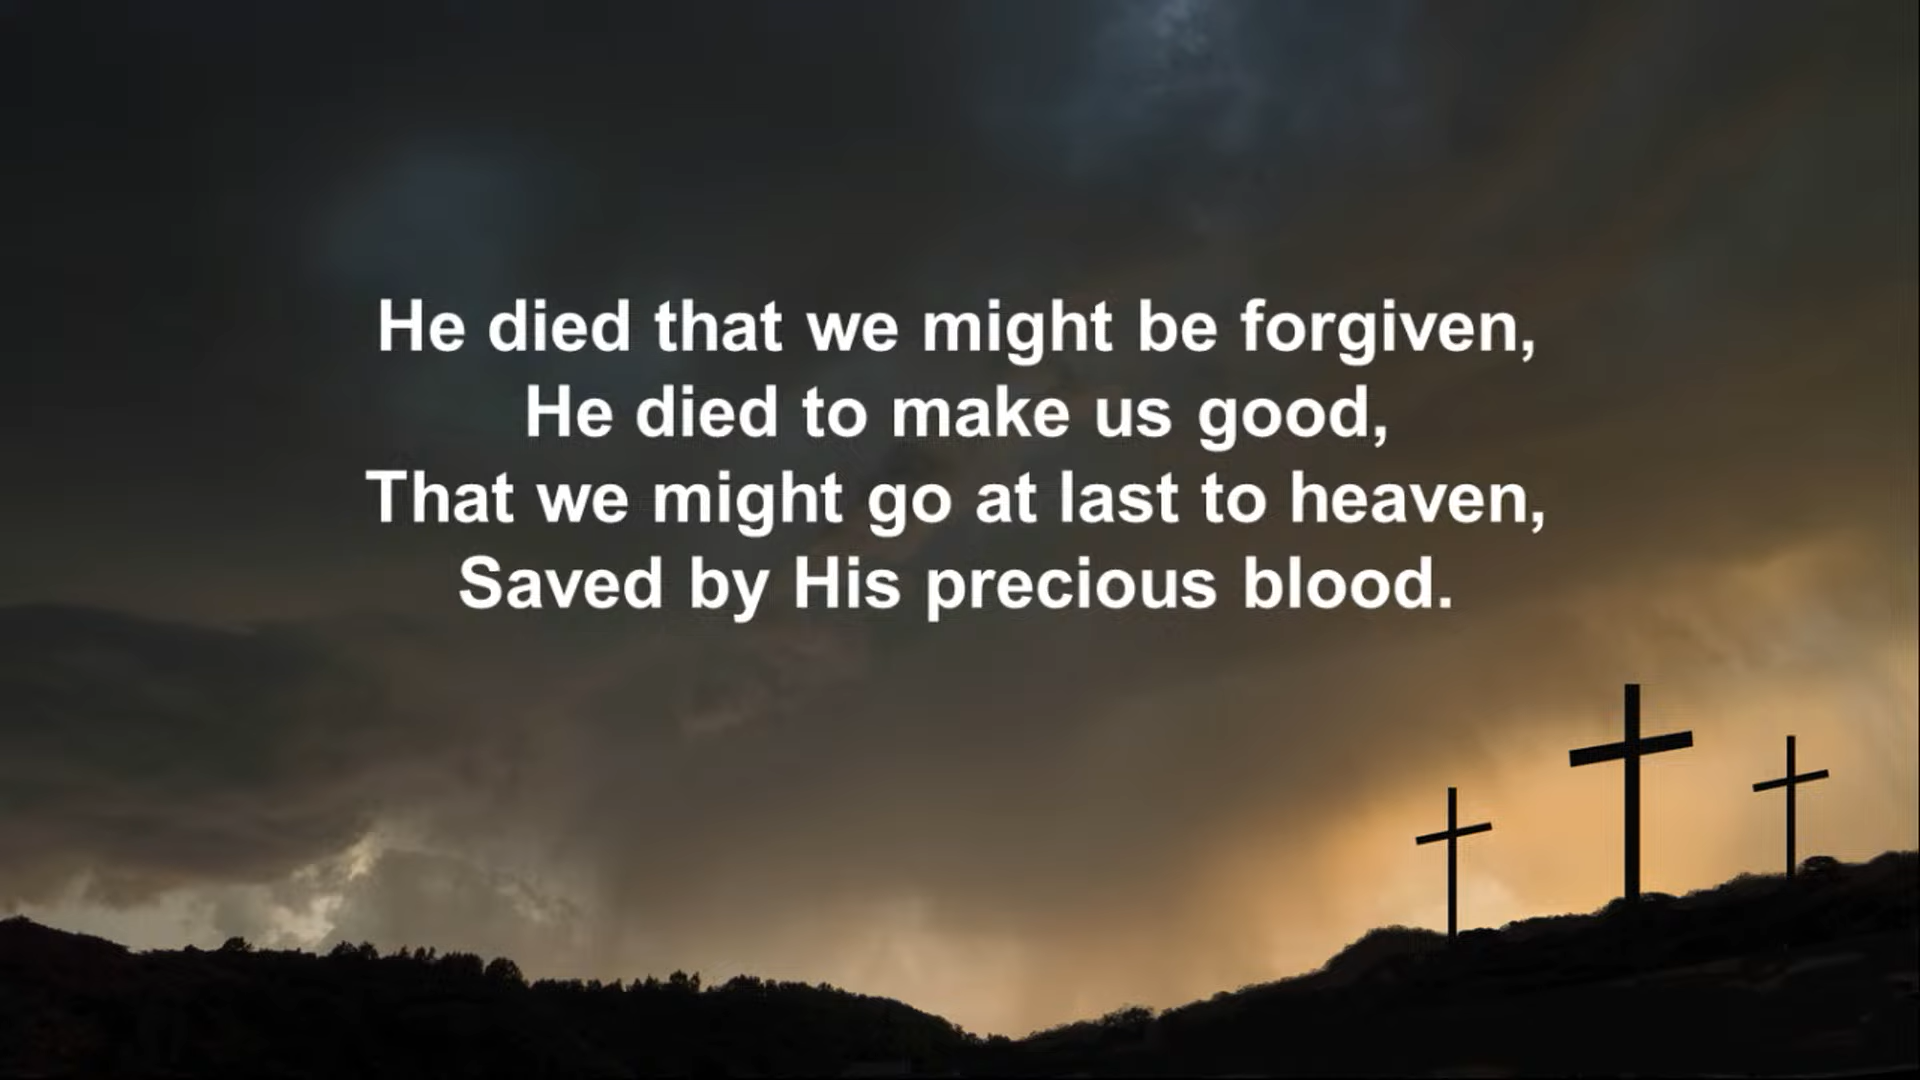 He died that we might be forgiven,
He died to make us good,
That we might go at last to heaven,
Saved by His precious blood.